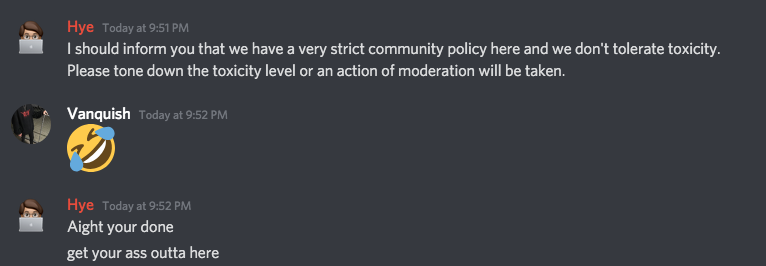 Hye Today at 9:51 PM
I should inform you that we have a very strict community policy here and we don't tolerate toxicity.
Please tone down the toxicity level or an action of moderation will be taken.
Vanquish Today at 9:52 PM
Hye Today at 9:52 PM
Aight your done
get your ass outta here